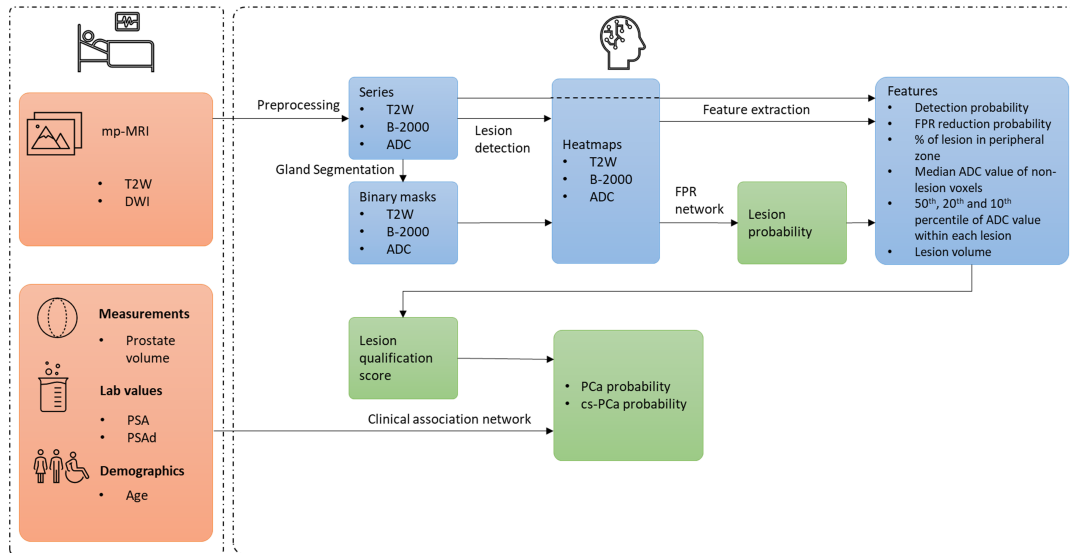 mp-MRI
• T2W
• DWI
Measurements
• Prostate
volume
Lab values
• PSA
• PSAd
Demographics
• Age
Preprocessing
Series
• T2W
• B-2000
• ADC
Gland Segmentation
Binary masks
• T2W
• B-2000
• ADC
Lesion
detection
Heatmaps
• T2W
• B-2000
• ADC
Feature extraction
FPR
network
Lesion
probability
Features
• Detection probability
• FPR reduction probability
• % of lesion in peripheral
zone
• Median ADC value of non-
lesion voxels
• 50th, 20th and 10th
percentile of ADC value
within each lesion
• Lesion volume
Lesion
qualification
score
Clinical association network
• PCa probability
• cs-PCa probability